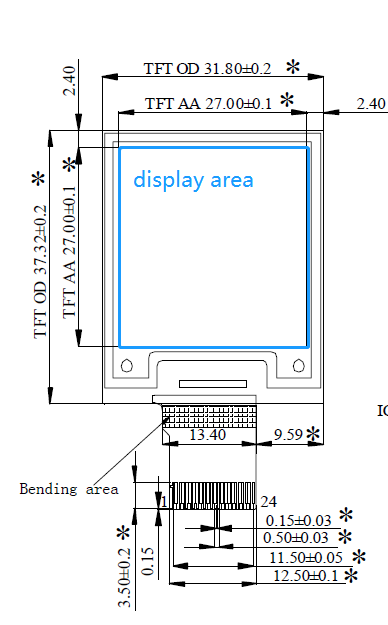 TFT OD 31.80±0.2 *
2.40
TFT AA 27.00±0.1 *
2.40
TFT OD 37.32±0.2 *
TFT AA 27.00±0.1 *
display area
IC
13.40
9.59 *
Bending area
1
24
0.15±0.03 *
0.50±0.03 *
11.50±0.05 *
12.50±0.1 *
3.50±0.2 *
0.15